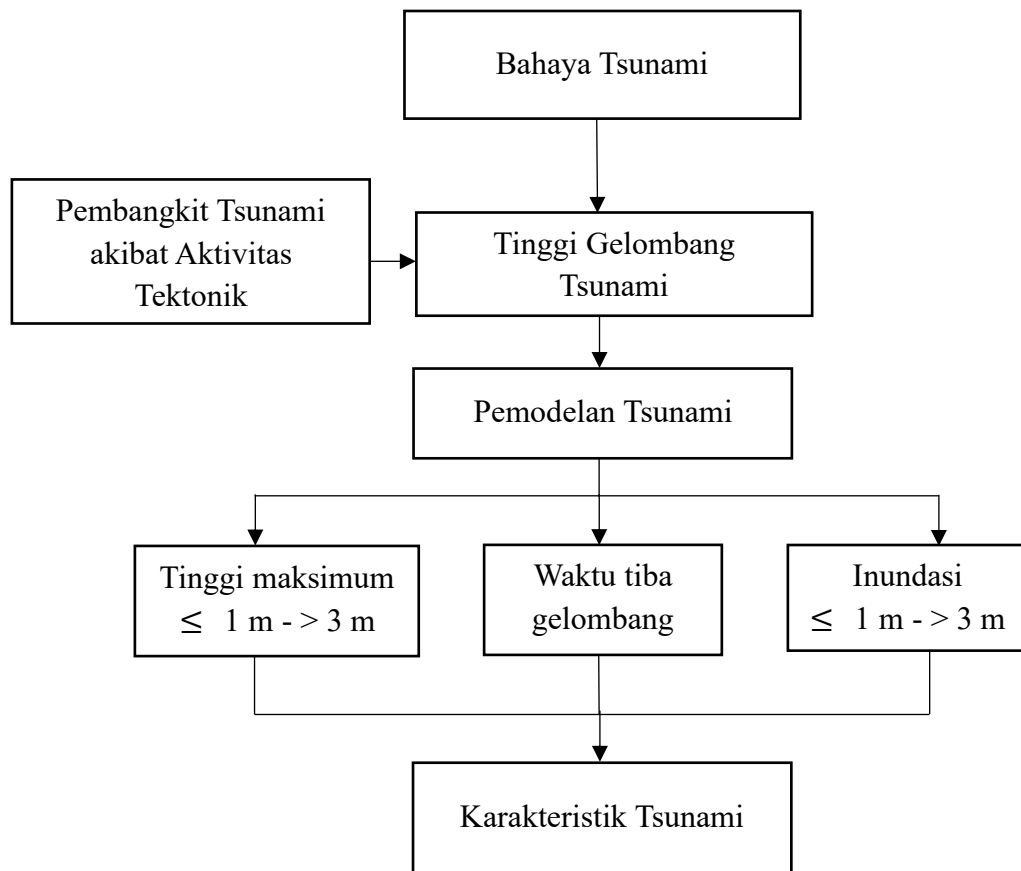 Bahaya Tsunami
Pembangkit Tsunami
akibat Aktivitas
Tektonik
Tinggi Gelombang
Tsunami
Pemodelan Tsunami
Tinggi maksimum
≤ 1 m - > 3 m
Waktu tiba
gelombang
Inundasi
≤ 1 m - > 3 m
Karakteristik Tsunami